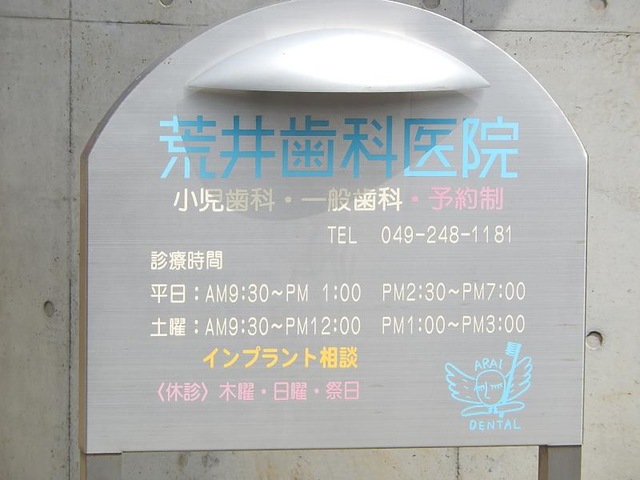 荒井歯科医院
小児歯科・一般歯科・予約制
TEL 049-248-1181
診療時間
平日：AM9:30〜PM 1:00 PM2:30〜PM7:00
土曜：AM9:30〜PM12:00 PM1:00〜PM3:00
インプラント相談
〈休診〉木曜・日曜・祭日
ARAI
DENTAL